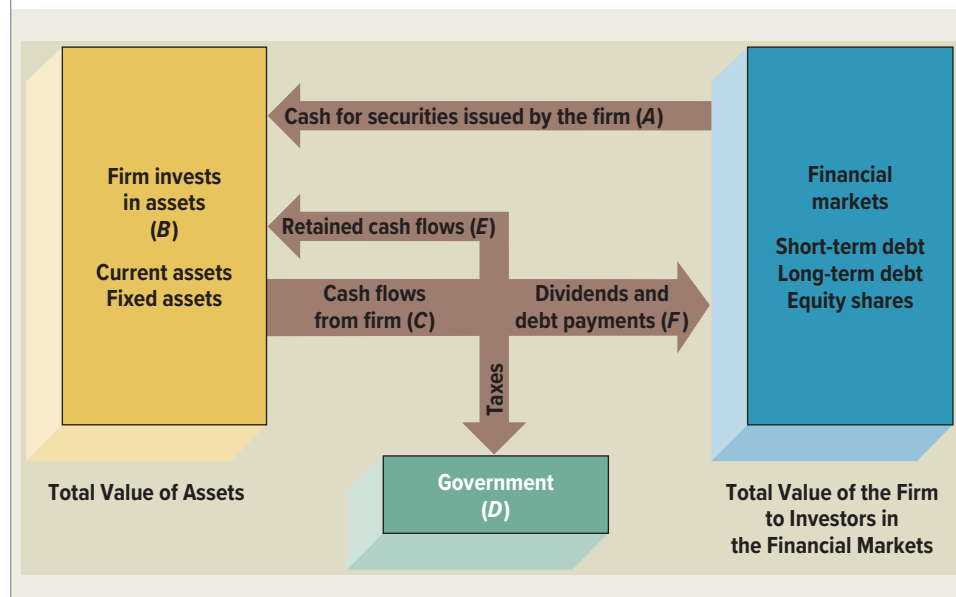 Cash for securities issued by the firm (A)
Firm invests
in assets
(B)
Current assets
Fixed assets
Retained cash flows (E)
Cash flows
from firm (C)
Dividends and
debt payments (F)
Taxes
Financial
markets
Short-term debt
Long-term debt
Equity shares
Government
(D)
Total Value of Assets
Total Value of the Firm
to Investors in
the Financial Markets